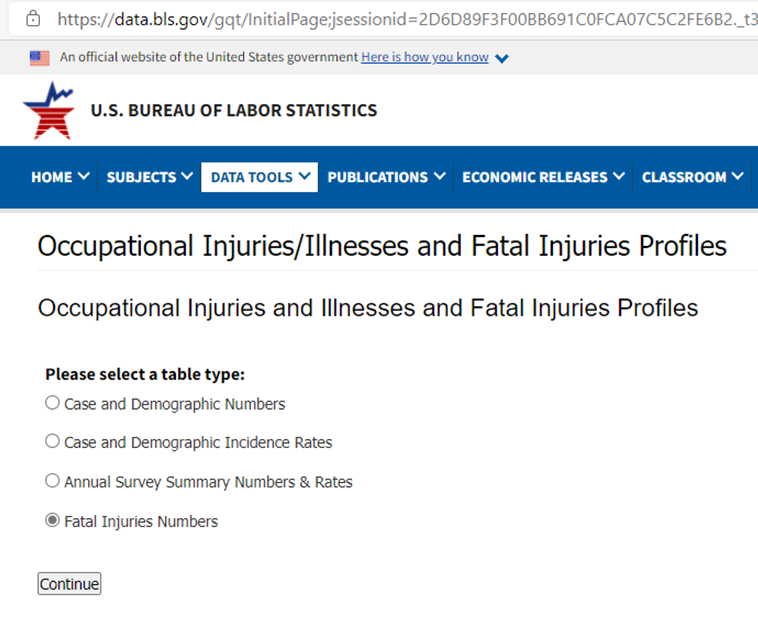 https://data.bls.gov/gqt/InitialPage;jsessionid=2D6D89F3F00BB691C0FCA07C5C2FE6B2._t3
An official website of the United States government Here is how you know
U.S. BUREAU OF LABOR STATISTICS
HOME SUBJECTS DATA TOOLS PUBLICATIONS ECONOMIC RELEASES CLASSROOM
Occupational Injuries/Illnesses and Fatal Injuries Profiles
Occupational Injuries and Illnesses and Fatal Injuries Profiles
Please select a table type:
Case and Demographic Numbers
Case and Demographic Incidence Rates
Annual Survey Summary Numbers & Rates
Fatal Injuries Numbers
Continue